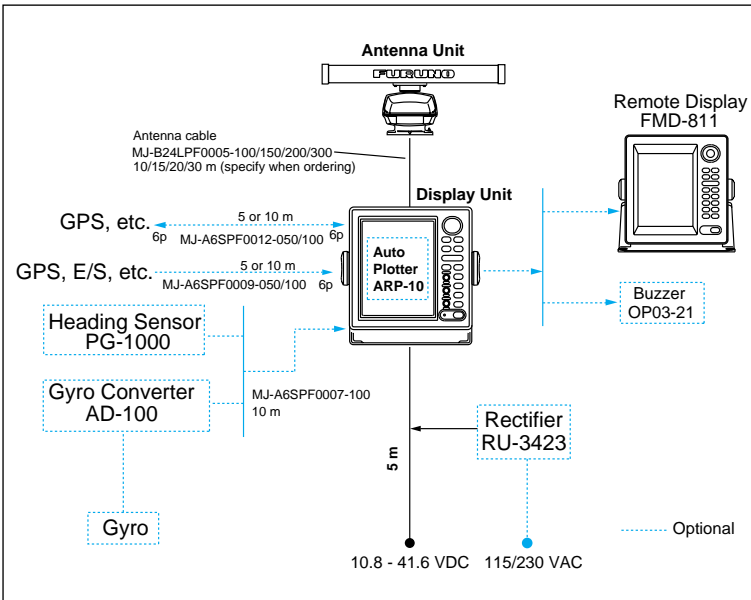 Antenna Unit
FURUNO
Remote Display
FMD-811
Antenna cable
MJ-B24LPF0005-100/150/200/300
10/15/20/30 m (specify when ordering)
Display Unit
GPS, etc.
6p
5 or 10 m
MJ-A6SPF0012-050/100
6p
Auto
Plotter
ARP-10
GPS, E/S, etc.
5 or 10 m
MJ-A6SPF0009-050/100
6p
Buzzer
OP03-21
Heading Sensor
PG-1000
Gyro Converter
AD-100
MJ-A6SPF0007-100
10 m
Rectifier
RU-3423
5 m
Gyro
Optional
10.8 - 41.6 VDC
115/230 VAC